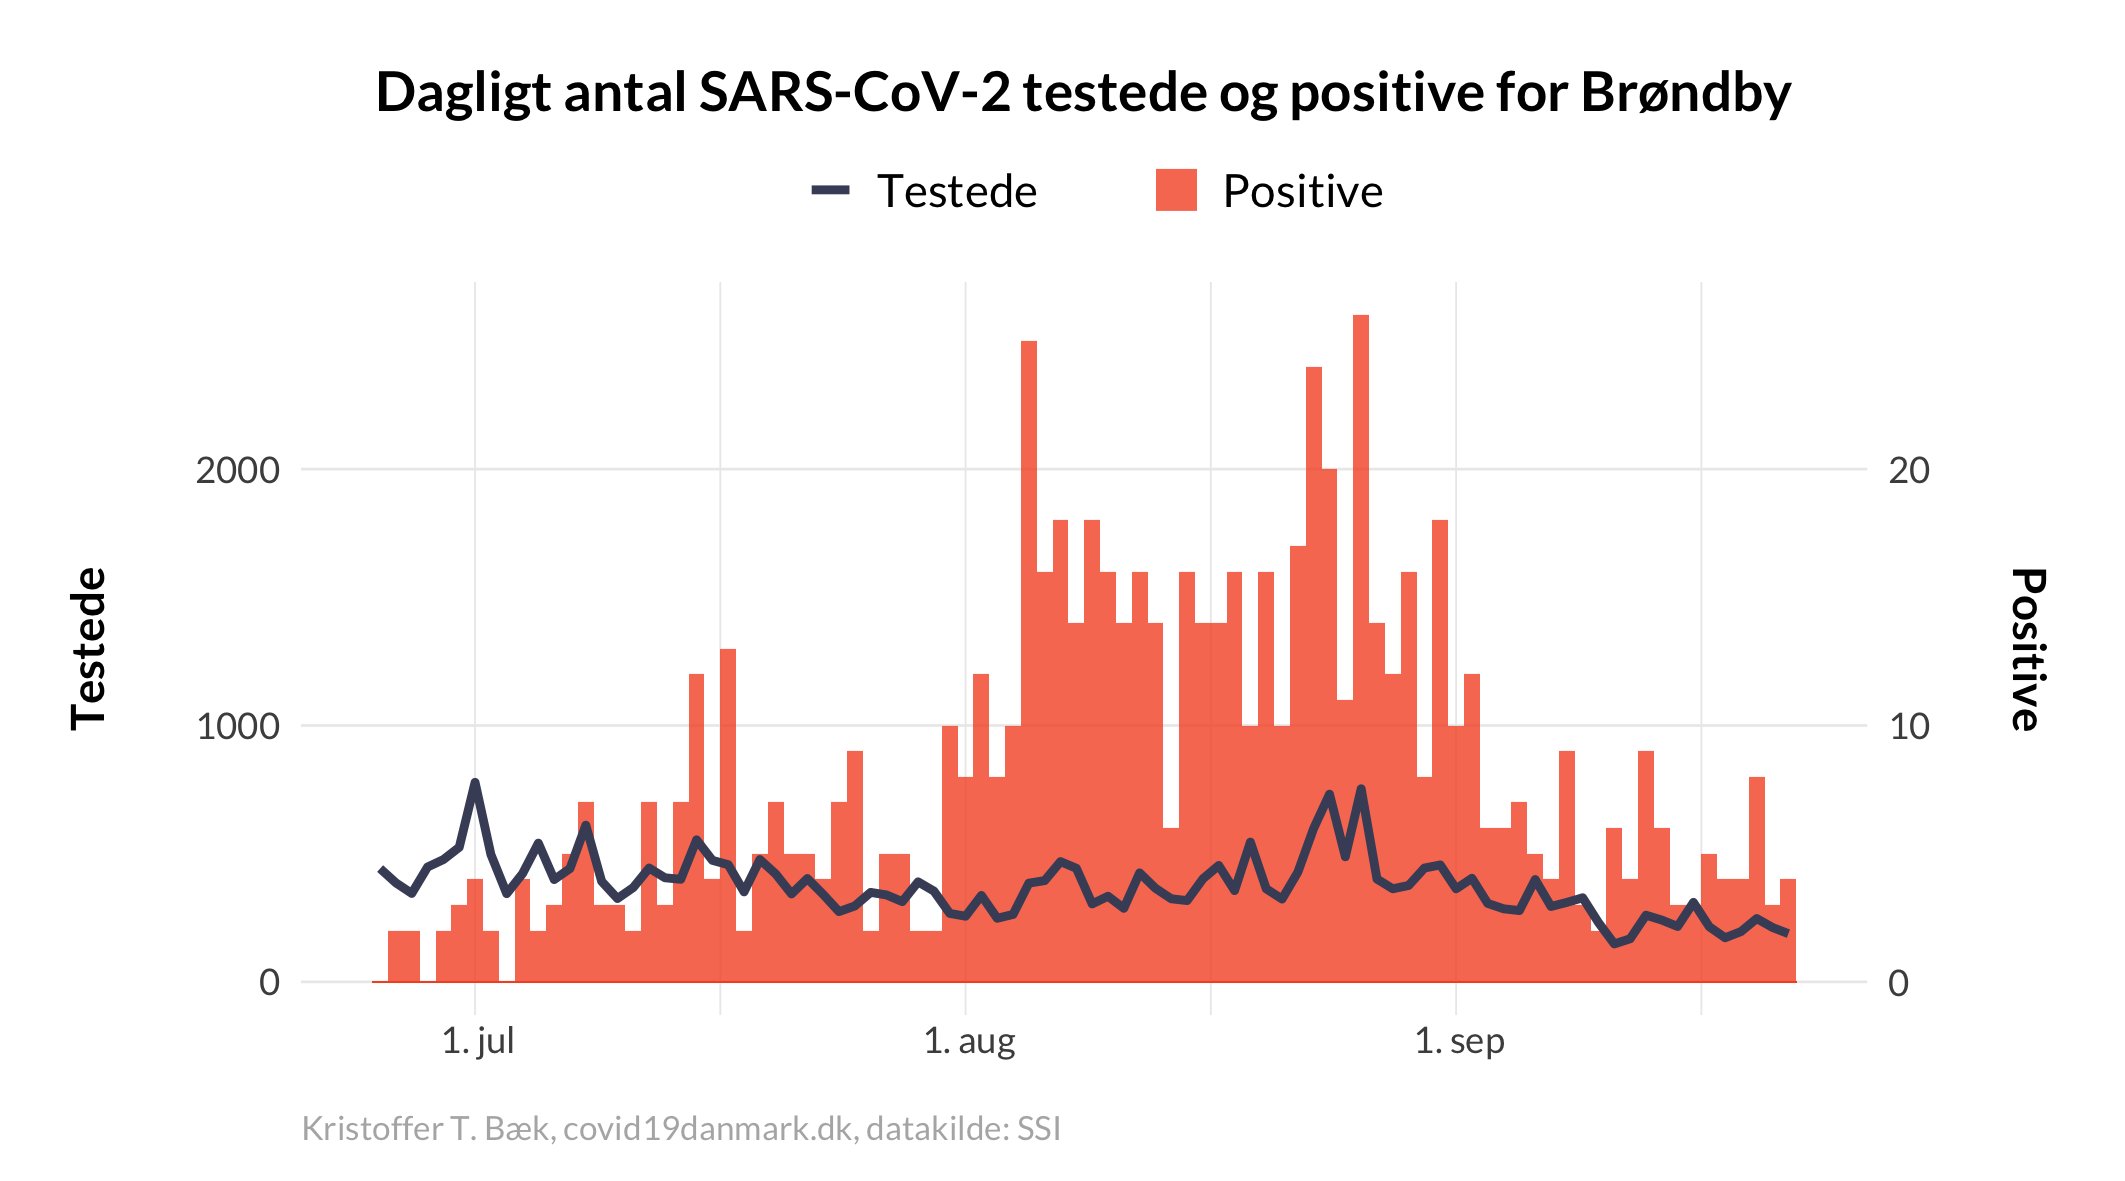 Dagligt antal SARS-CoV-2 testede og positive for Brøndby
Testede
Positive
2000
1000
0
Testede
20
10
0
Positive
1. jul
1. aug
1. sep
Kristoffer T. Bæk, covid19danmark.dk, datakilde: SSI